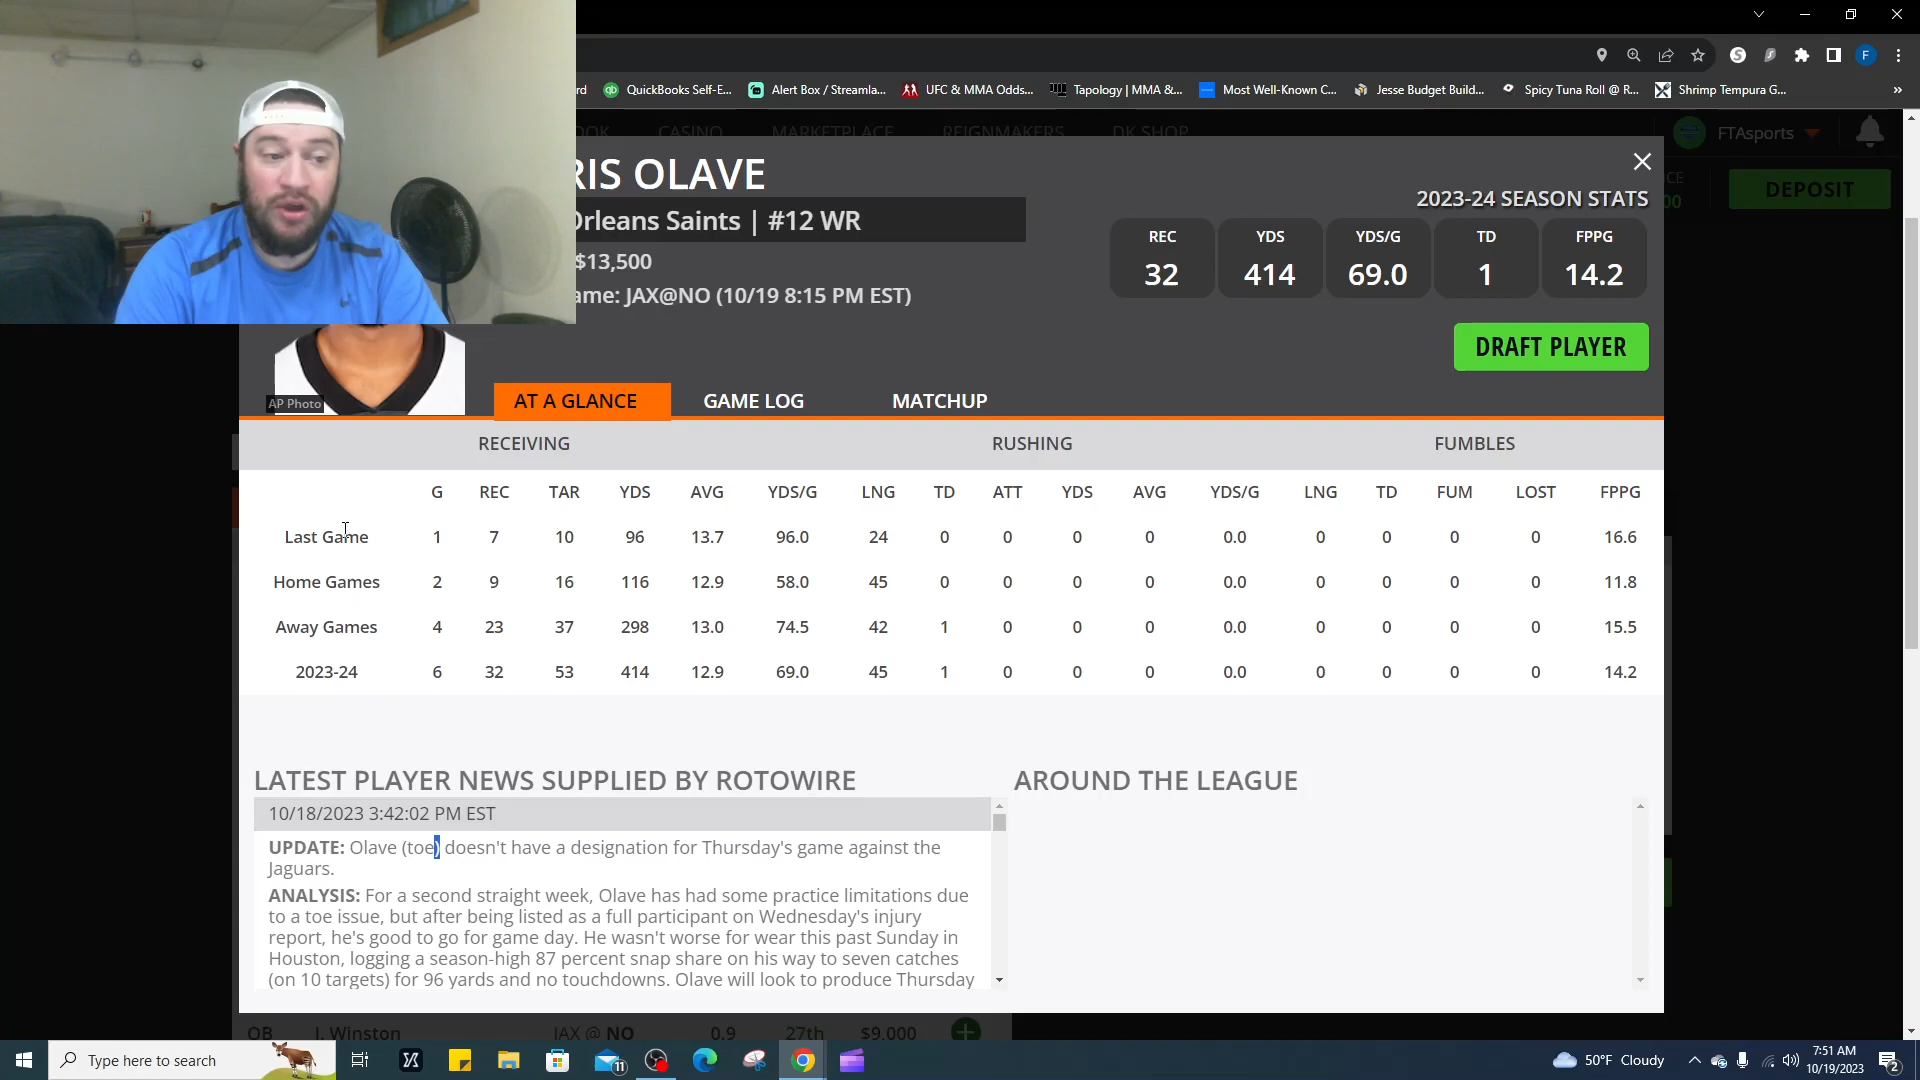 rd QuickBooks Self-E... Alert Box / Streamla... UFC & MMA Odds... Tapology | MMA &... Most Well-Known C... Jesse Budget Build... Spicy Tuna Roll @ R... Shrimp Tempura G... »
OOK CASINO MARKETPLACE REIGNMAKERS DK SHOP FTAsports
RIS OLAVE
Orleans Saints | #12 WR
$13,500
ame: JAX@NO (10/19 8:15 PM EST)
2023-24 SEASON STATS
CE
00
DEPOSIT
REC YDS YDS/G TD FPPG
32 414 69.0 1 14.2
DRAFT PLAYER
AP Photo
AT A GLANCE GAME LOG MATCHUP
RECEIVING RUSHING FUMBLES
G REC TAR YDS AVG YDS/G LNG TD ATT YDS AVG YDS/G LNG TD FUM LOST FPPG
Last Game 1 7 10 96 13.7 96.0 24 0 0 0 0 0.0 0 0 0 0 16.6
Home Games 2 9 16 116 12.9 58.0 45 0 0 0 0 0.0 0 0 0 0 11.8
Away Games 4 23 37 298 13.0 74.5 42 1 0 0 0 0.0 0 0 0 0 15.5
2023-24 6 32 53 414 12.9 69.0 45 1 0 0 0 0.0 0 0 0 0 14.2
LATEST PLAYER NEWS SUPPLIED BY ROTOWIRE
AROUND THE LEAGUE
10/18/2023 3:42:02 PM EST
UPDATE: Olave (toe) doesn't have a designation for Thursday's game against the
Jaguars.
ANALYSIS: For a second straight week, Olave has had some practice limitations due
to a toe issue, but after being listed as a full participant on Wednesday's injury
report, he's good to go for game day. He wasn't worse for wear this past Sunday in
Houston, logging a season-high 87 percent snap share on his way to seven catches
(on 10 targets) for 96 yards and no touchdowns. Olave will look to produce Thursday
QB J. Winston JAX @ NO 0.9 27th $9,000
Type here to search
11
50°F Cloudy
7:51 AM
10/19/2023
2
F
S